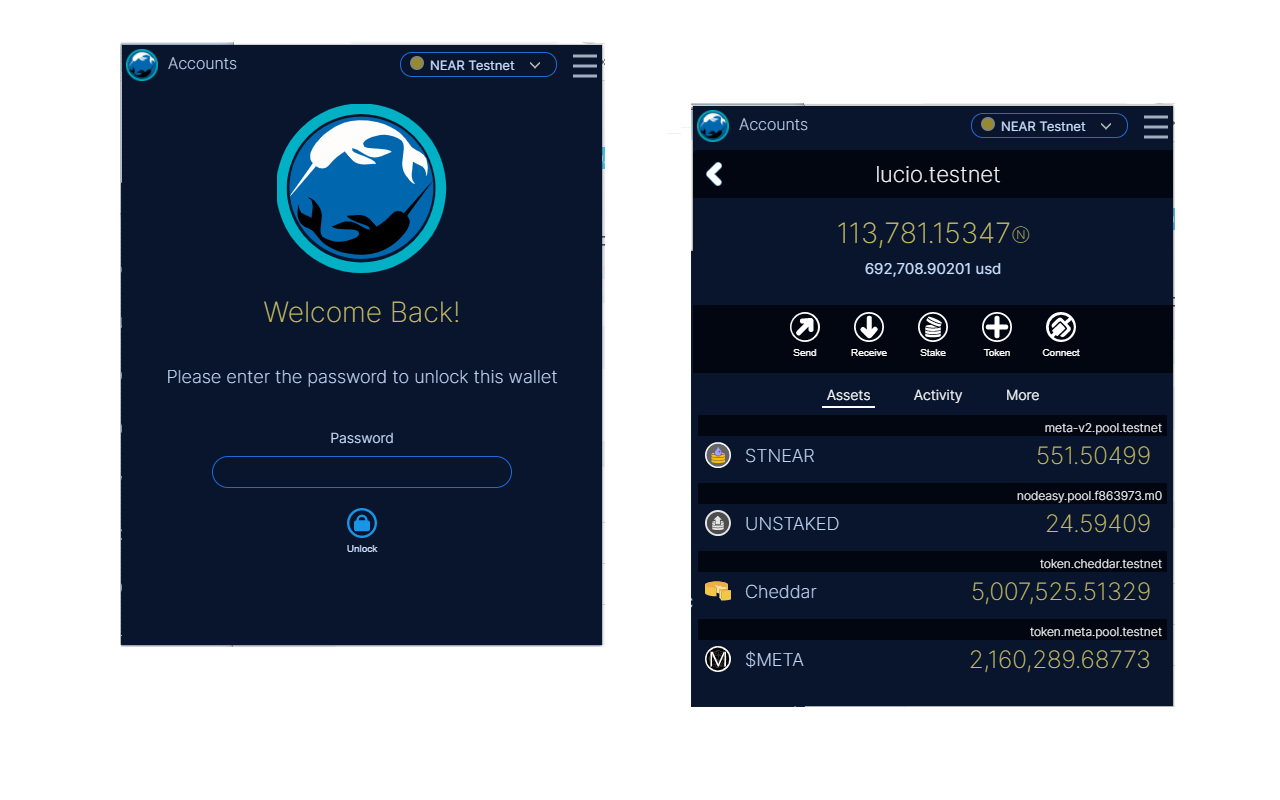 Accounts
NEAR Testnet
Welcome Back!
Please enter the password to unlock this wallet
Password
Unlock
Accounts
NEAR Testnet
lucio.testnet
113,781.15347Ⓝ
692,708.90201 usd
Send Receive Stake Token Connect
Assets Activity More
meta-v2.pool.testnet
STNEAR 551.50499
nodeasy.pool.f863973.m0
UNSTAKED 24.59409
token.cheddar.testnet
Cheddar 5,007,525.51329
token.meta.pool.testnet
$META 2,160,289.68773